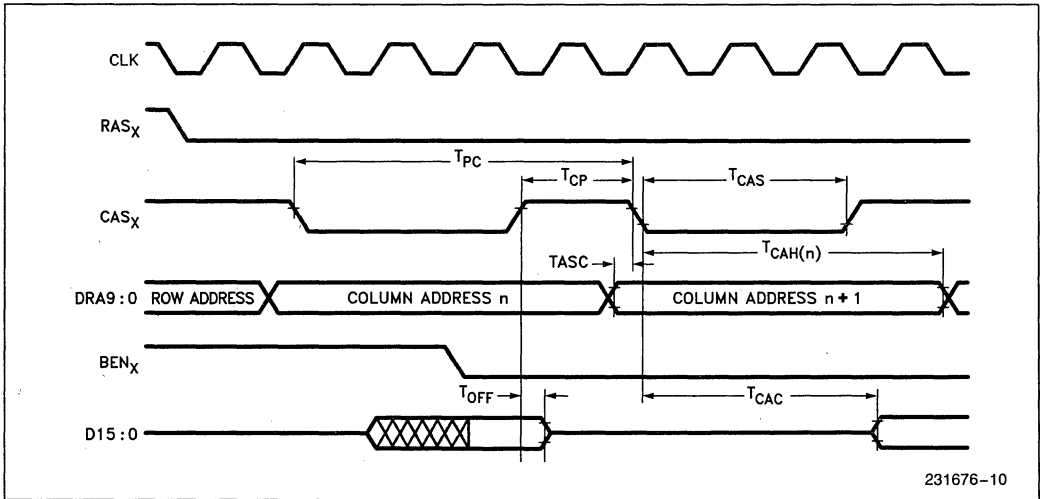 CLK
RASX
TPC
TCP
TCAS
CASX
TCAH(n)
TASC
DRA9:0
ROW ADDRESS
COLUMN ADDRESS n
COLUMN ADDRESS n + 1
BENX
TOFF
TCAC
D15:0
231676-10